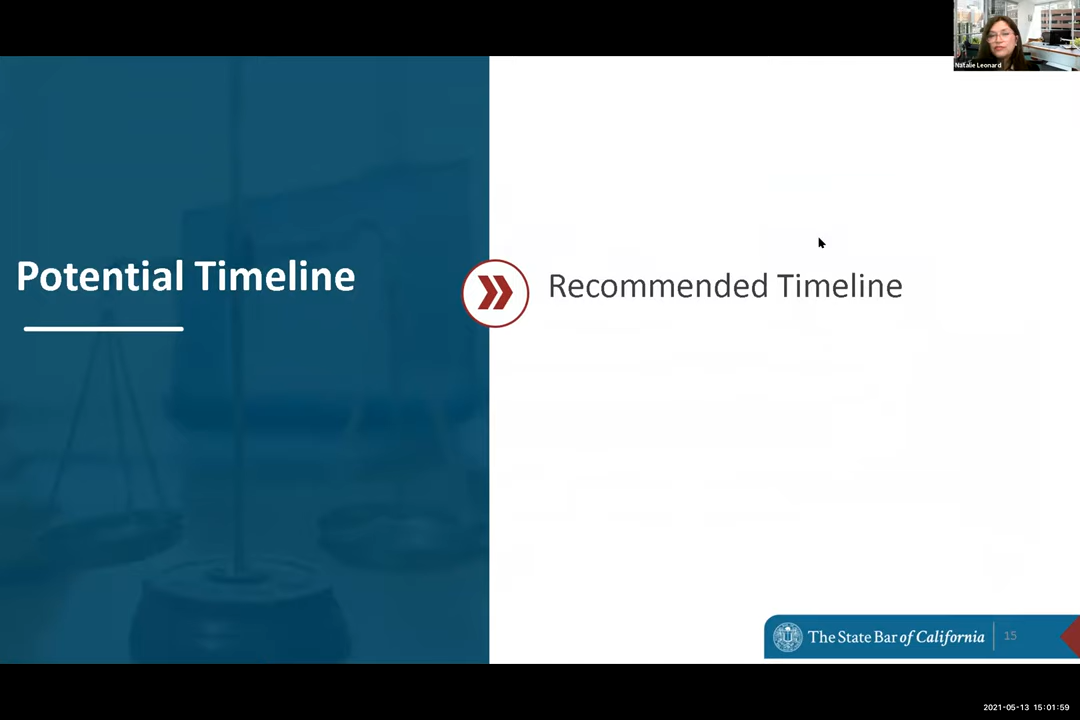 Natalie Leonard
Potential Timeline
Recommended Timeline
The State Bar of California
15
2021-05-13 15:01:59